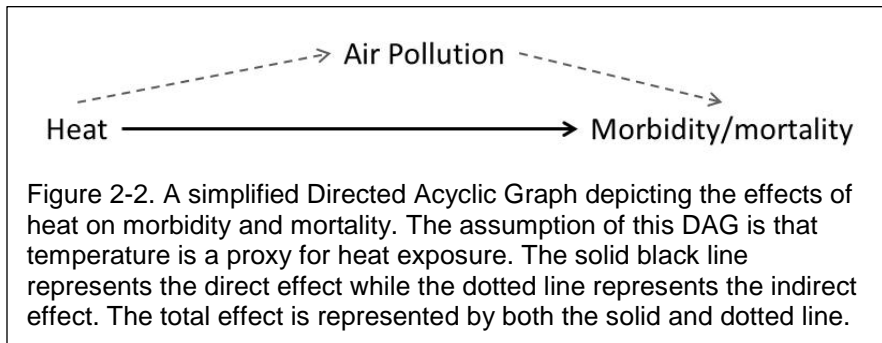 Air Pollution
Heat
Morbidity/mortality
Figure 2-2. A simplified Directed Acyclic Graph depicting the effects of
heat on morbidity and mortality. The assumption of this DAG is that
temperature is a proxy for heat exposure. The solid black line
represents the direct effect while the dotted line represents the indirect
effect. The total effect is represented by both the solid and dotted line.